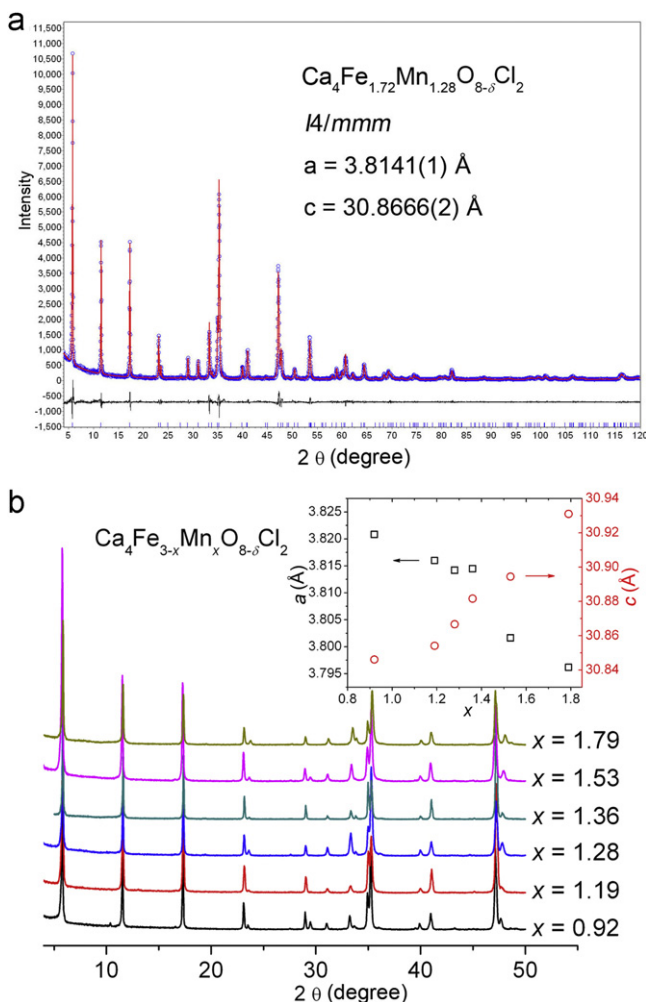 a
11,500
11,000
10,500
10,000
9,500
9,000
8,500
8,000
7,500
7,000
6,500
6,000
5,500
5,000
4,500
4,000
3,500
3,000
2,500
2,000
1,500
1,000
500
0
-500
-1,000
-1,500
Intensity
Ca₄Fe₁.₇₂Mn₁.₂₈O₈₋δCl₂
I4/mmm
a = 3.8141(1) Å
c = 30.8666(2) Å
5 10 15 20 25 30 35 40 45 50 55 60 65 70 75 80 85 90 95 100 105 110 115 120
2 θ (degree)
b
Ca₄Fe₃₋ₓMnₓO₈₋δCl₂
3.825
3.820
3.815
3.810
3.805
3.800
3.795
a (Å)
30.94
30.92
30.90
30.88
30.86
30.84
c (Å)
0.8 1.0 1.2 1.4 1.6 1.8
x
x = 1.79
x = 1.53
x = 1.36
x = 1.28
x = 1.19
x = 0.92
10 20 30 40 50
2 θ (degree)